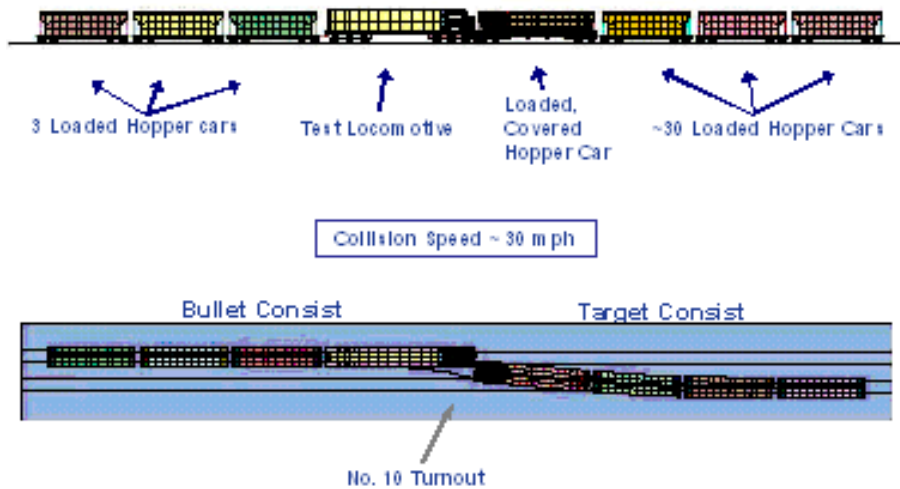 3 Loaded Hopper cars
Test Locomotive
Loaded,
Covered
Hopper Car
~30 Loaded Hopper Cars
Collision Speed ~ 30 mph
Bullet Consist
Target Consist
No. 10 Turnout